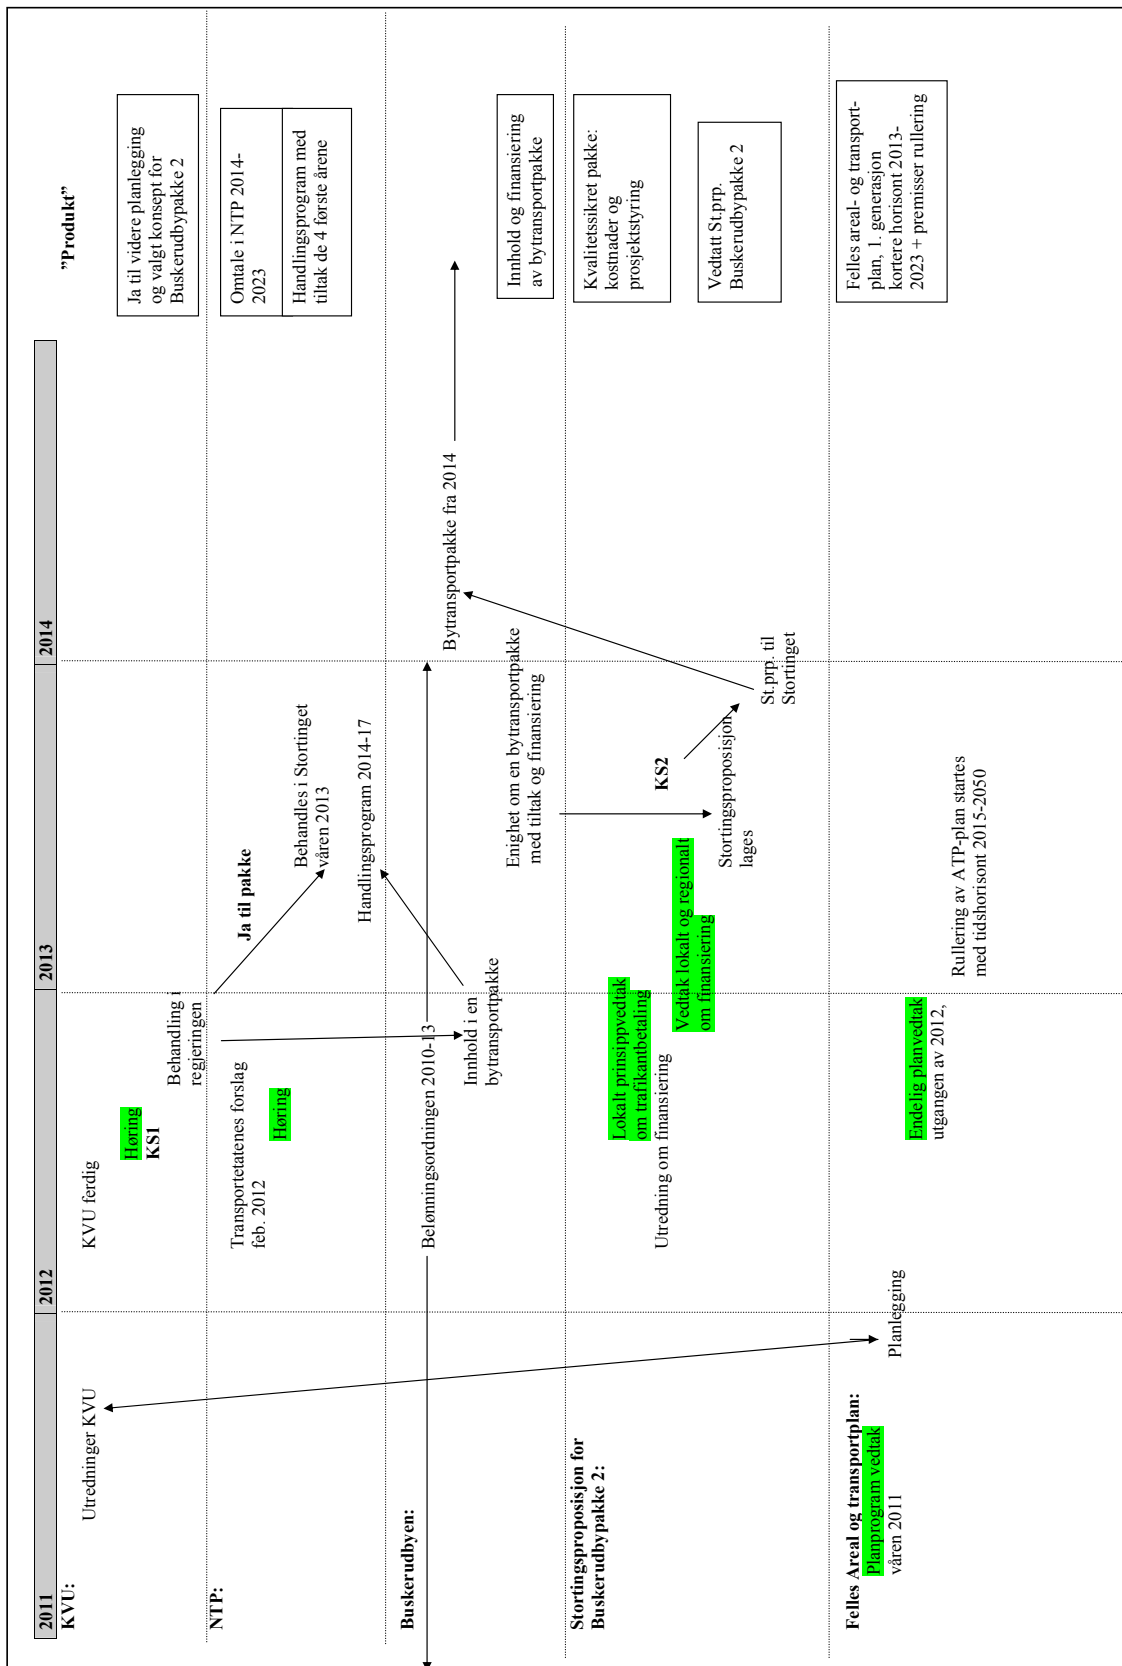 2011
2012
2013
2014
”Produkt”
KVU:
Utredninger KVU
KVU ferdig
Høring
KS1
Behandling i
regjeringen
Ja til videre planlegging
og valgt konsept for
Buskerudbypakke 2
NTP:
Transportetatenes forslag
feb. 2012
Høring
Ja til pakke
Behandles i Stortinget
våren 2013
Handlingsprogram 2014-17
Omtale i NTP 2014-
2023
Handlingsprogram med
tiltak de 4 første årene
Buskerudbyen:
Belønningsordningen 2010-13
Innhold i en
bytransportpakke
Enighet om en bytransportpakke
med tiltak og finansiering
Bytransportpakke fra 2014
Innhold og finansiering
av bytransportpakke
Stortingsproposisjon for
Buskerudbypakke 2:
Lokalt prinsippvedtak
om trafikantbetaling
Utredning om finansiering
Vedtak lokalt og regionalt
om finansiering
KS2
Stortingsproposisjon
lages
St.prp. til
Stortinget
Kvalitetssikret pakke:
kostnader og
prosjektstyring
Vedtatt St.prp.
Buskerudbypakke 2
Felles Areal og transportplan:
Planprogram vedtak
våren 2011
Planlegging
Endelig planvedtak
utgangen av 2012,
Rullering av ATP-plan startes
med tidshorisont 2015-2050
Felles areal- og transport-
plan, 1. generasjon
kortere horisont 2013-
2023 + premisser rullering